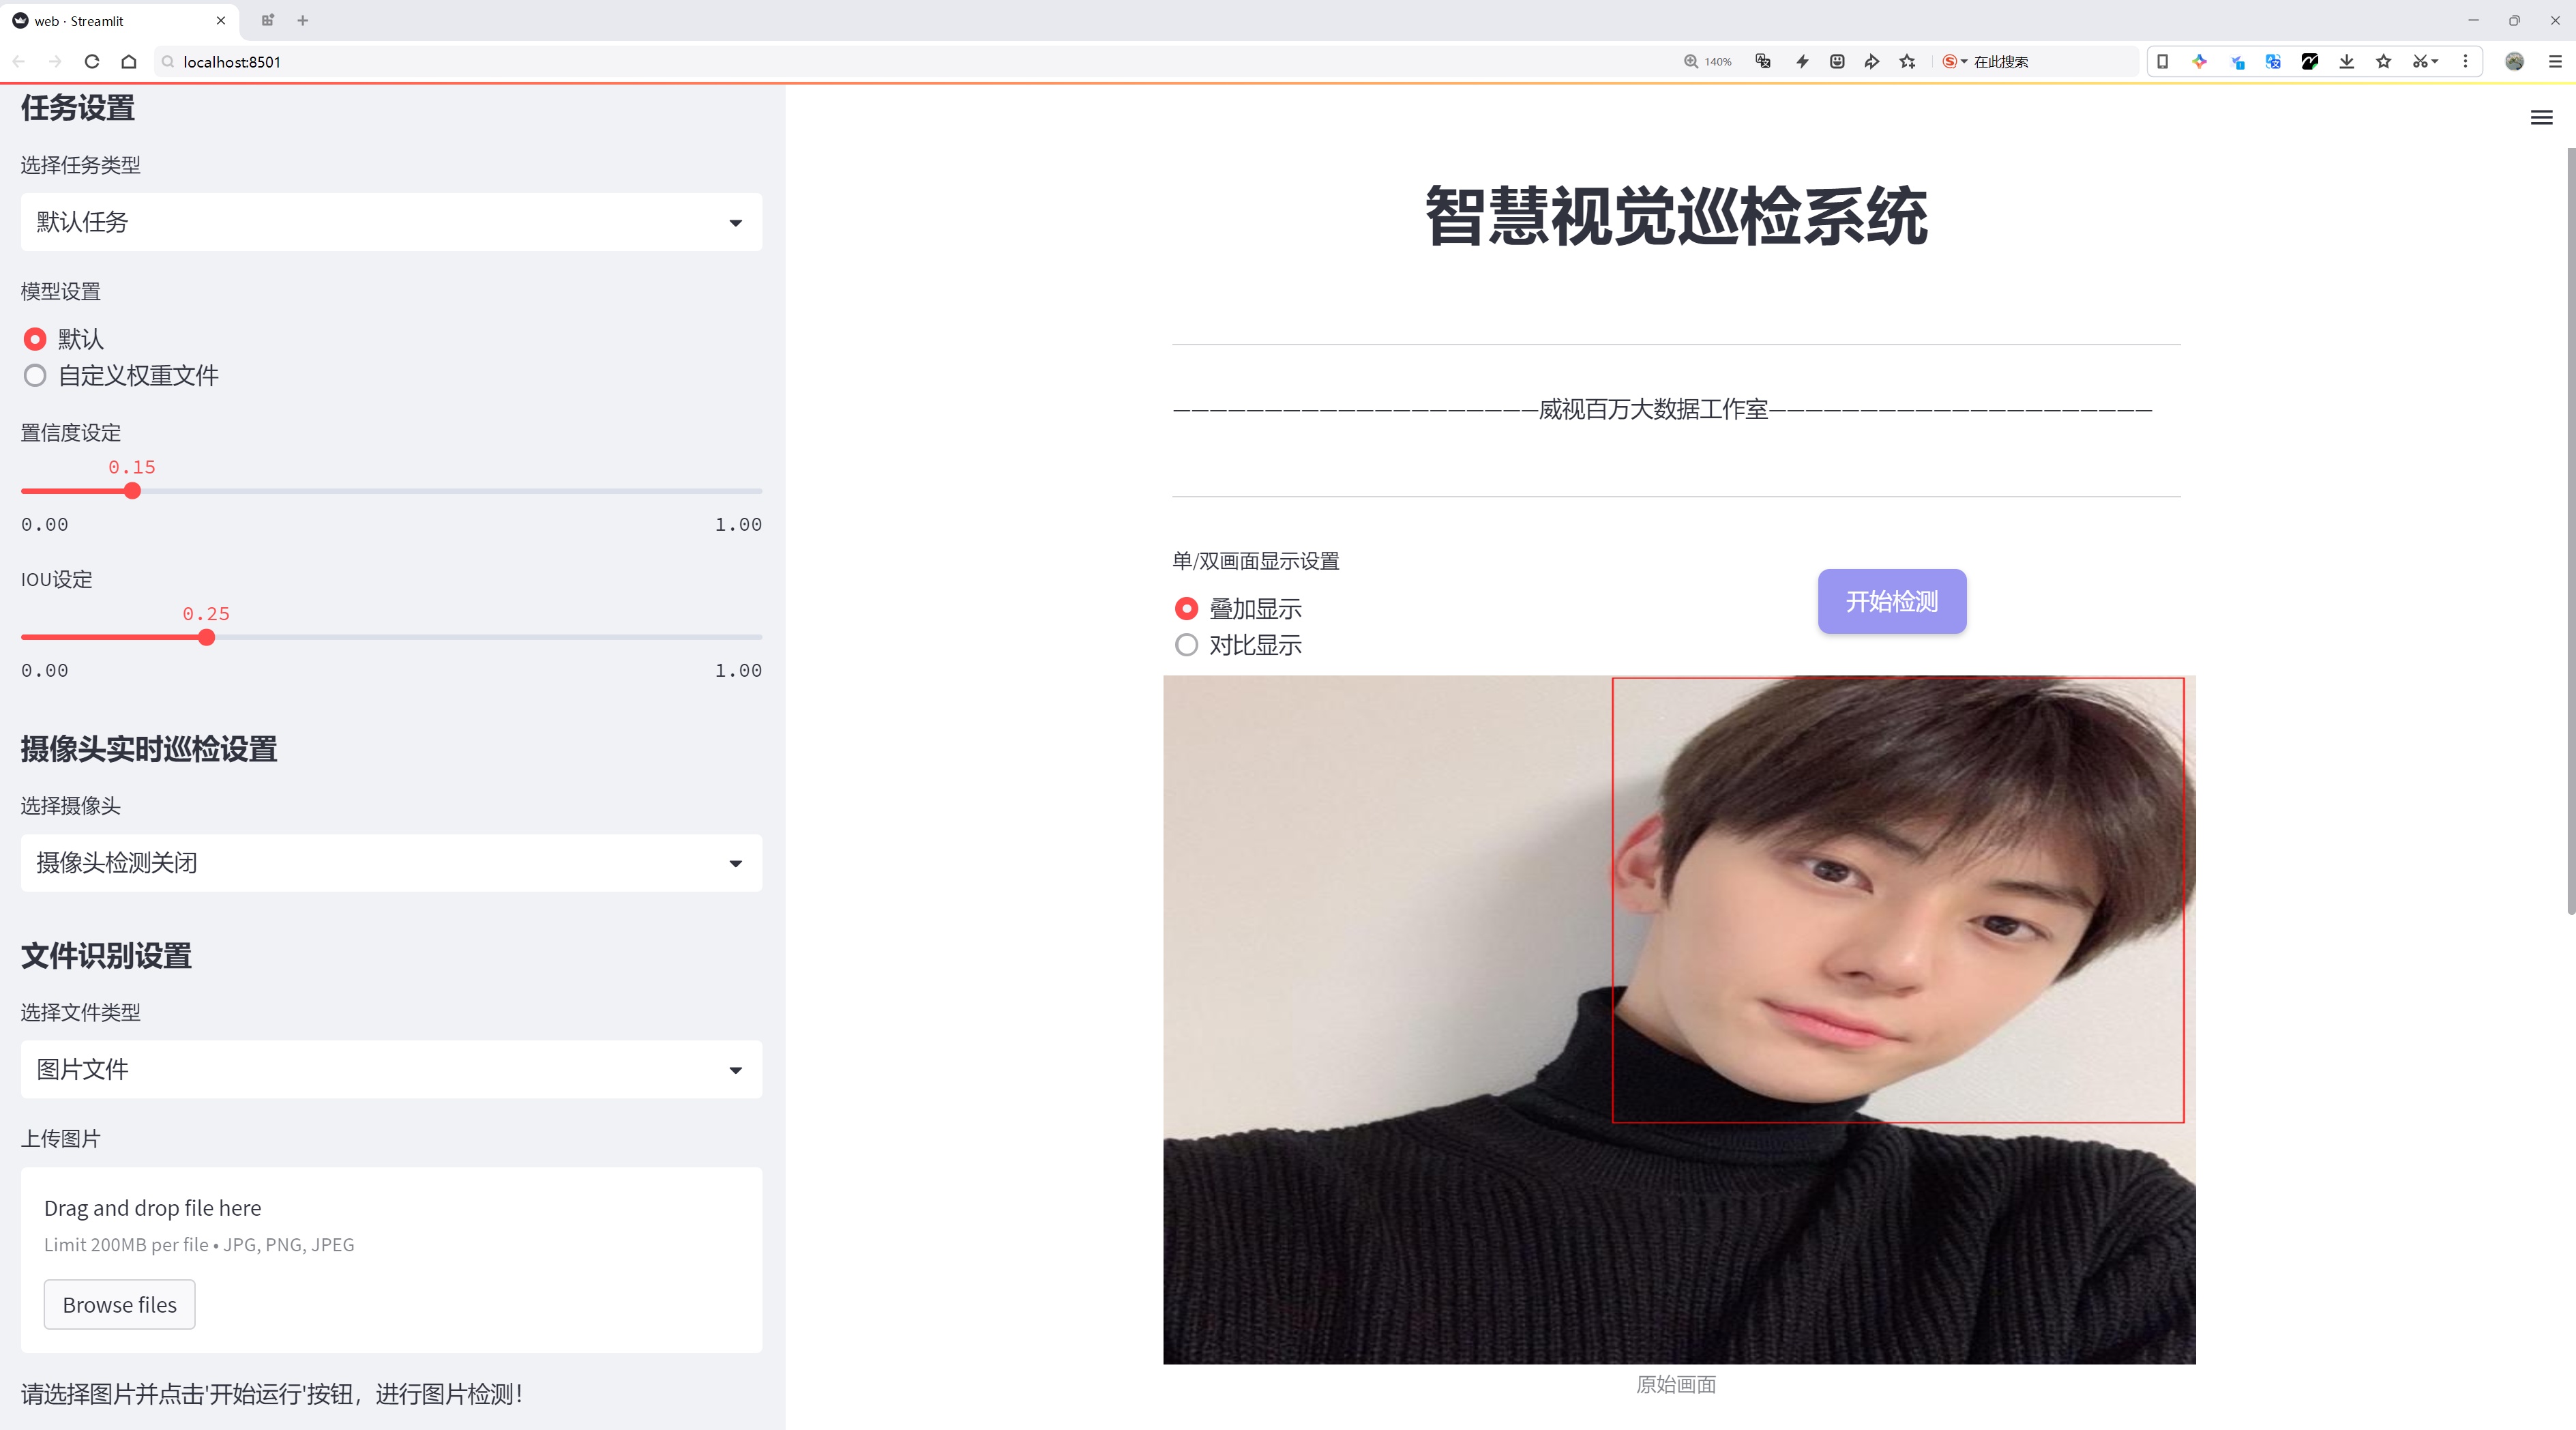 web · Streamlit
localhost:8501
140%
在此搜索
任务设置
选择任务类型
默认任务
模型设置
默认
自定义权重文件
置信度设定
0.15
0.00 1.00
IOU设定
0.25
0.00 1.00
摄像头实时巡检设置
选择摄像头
摄像头检测关闭
文件识别设置
选择文件类型
图片文件
上传图片
Drag and drop file here
Limit 200MB per file • JPG, PNG, JPEG
Browse files
请选择图片并点击'开始运行'按钮，进行图片检测！
智慧视觉巡检系统
————————————————————威视百万大数据工作室—————————————————————
单/双画面显示设置
叠加显示
对比显示
开始检测
原始画面